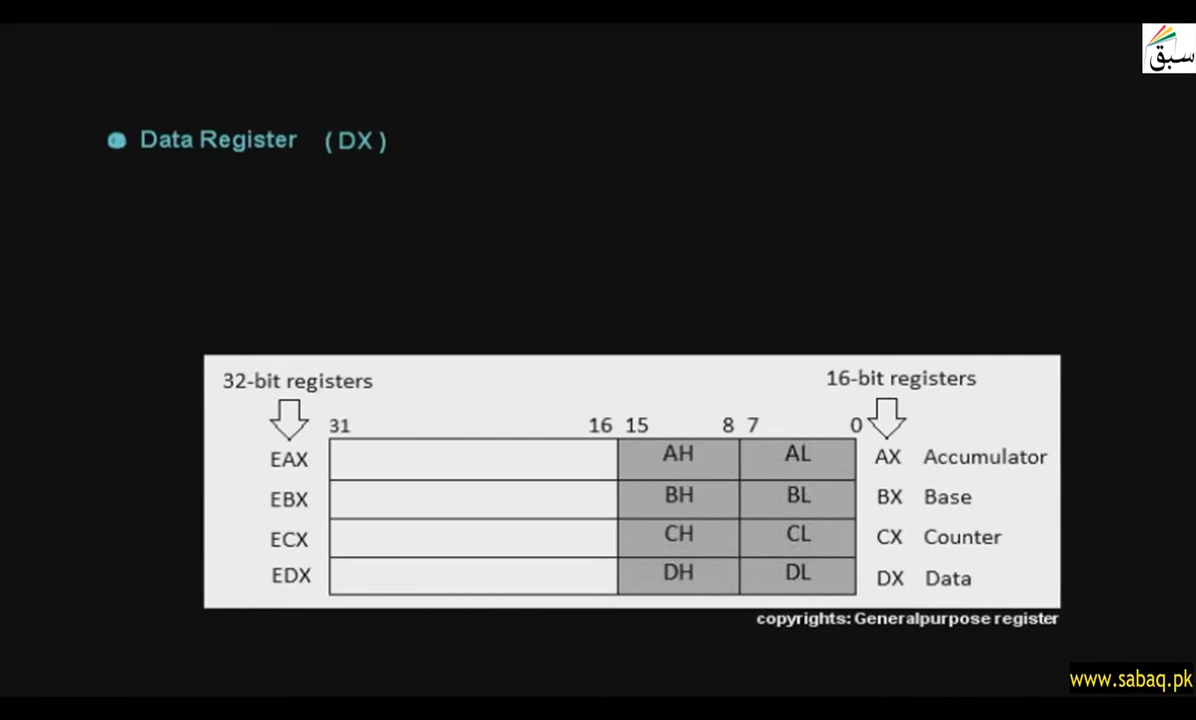 سبق
Data Register (DX)
32-bit registers
16-bit registers
31 16 15 8 7 0
EAX AH AL AX Accumulator
EBX BH BL BX Base
ECX CH CL CX Counter
EDX DH DL DX Data
copyrights: Generalpurpose register
www.sabaq.pk